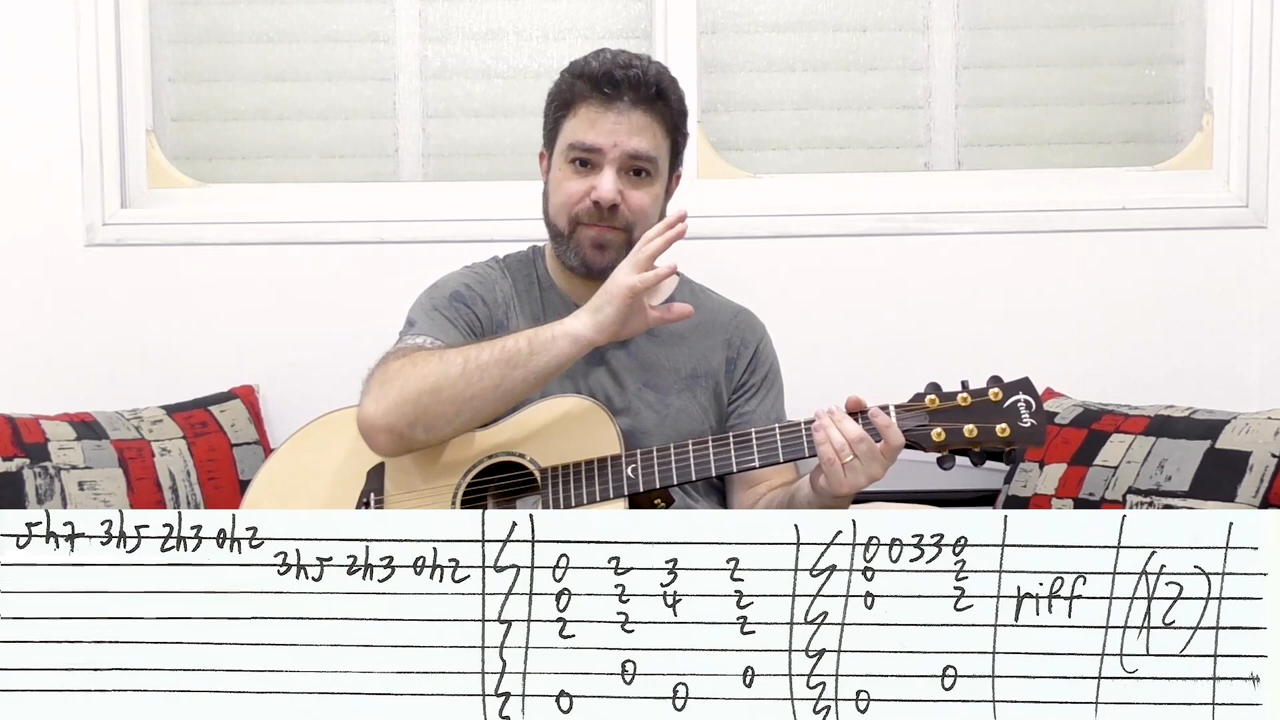 Faith
5h7 3h5 2h3 0h2 0 0 3 3 0
3h5 2h3 0h2 0 2 3 2 0 2
0 2 4 2 0 2 riff (2)
2 2 2
0 0 0
0 0 0